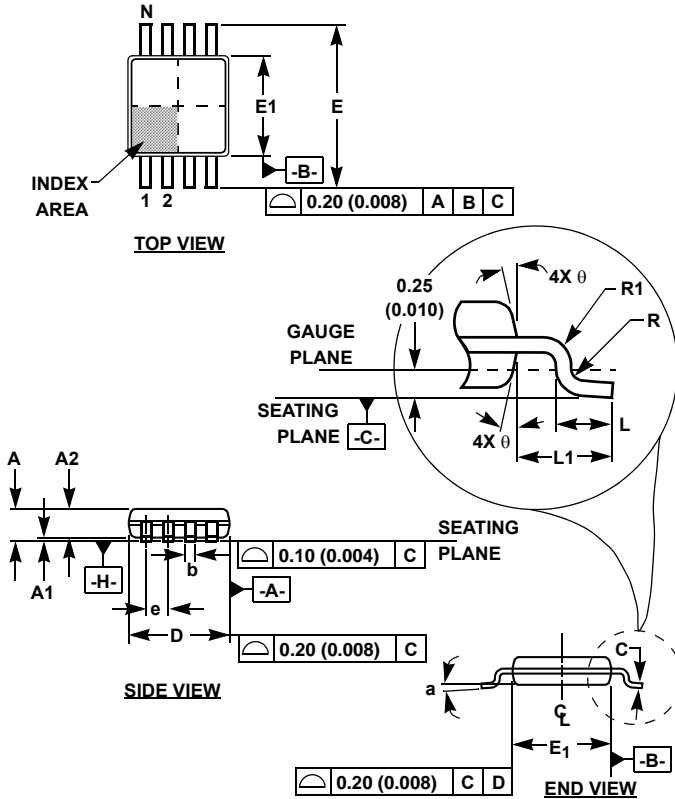 N
E1
E
-B-
INDEX
AREA
1 2
0.20 (0.008) A B C
TOP VIEW
0.25
(0.010)
4X θ
R1
R
GAUGE
PLANE
SEATING
PLANE
-C-
4X θ
L
L1
A
A2
SEATING
PLANE
A1
-H-
b
0.10 (0.004) C
-A-
e
D
0.20 (0.008) C
SIDE VIEW
C
a
CL
E1
-B-
0.20 (0.008) C D
END VIEW